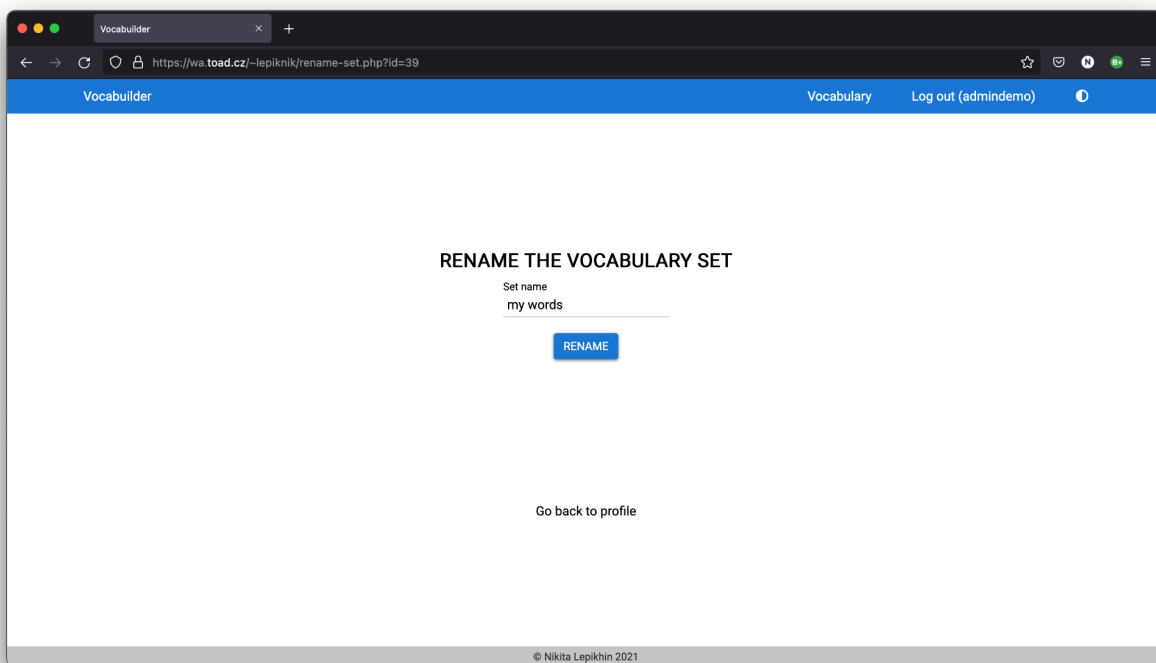 Vocabuilder
https://wa.toad.cz/~lepiknik/rename-set.php?id=39
N
B+
Vocabuilder Vocabulary Log out (admindemo)
RENAME THE VOCABULARY SET
Set name
my words
RENAME
Go back to profile
© Nikita Lepikhin 2021